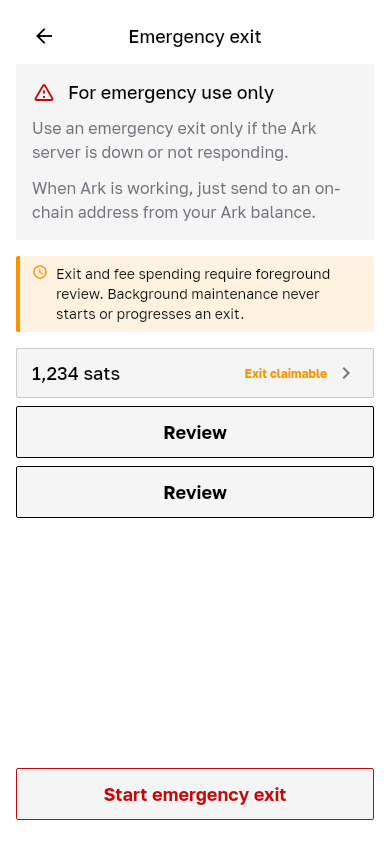 Emergency exit
For emergency use only
Use an emergency exit only if the Ark
server is down or not responding.
When Ark is working, just send to an on-
chain address from your Ark balance.
Exit and fee spending require foreground
review. Background maintenance never
starts or progresses an exit.
1,234 sats Exit claimable
Review
Review
Start emergency exit